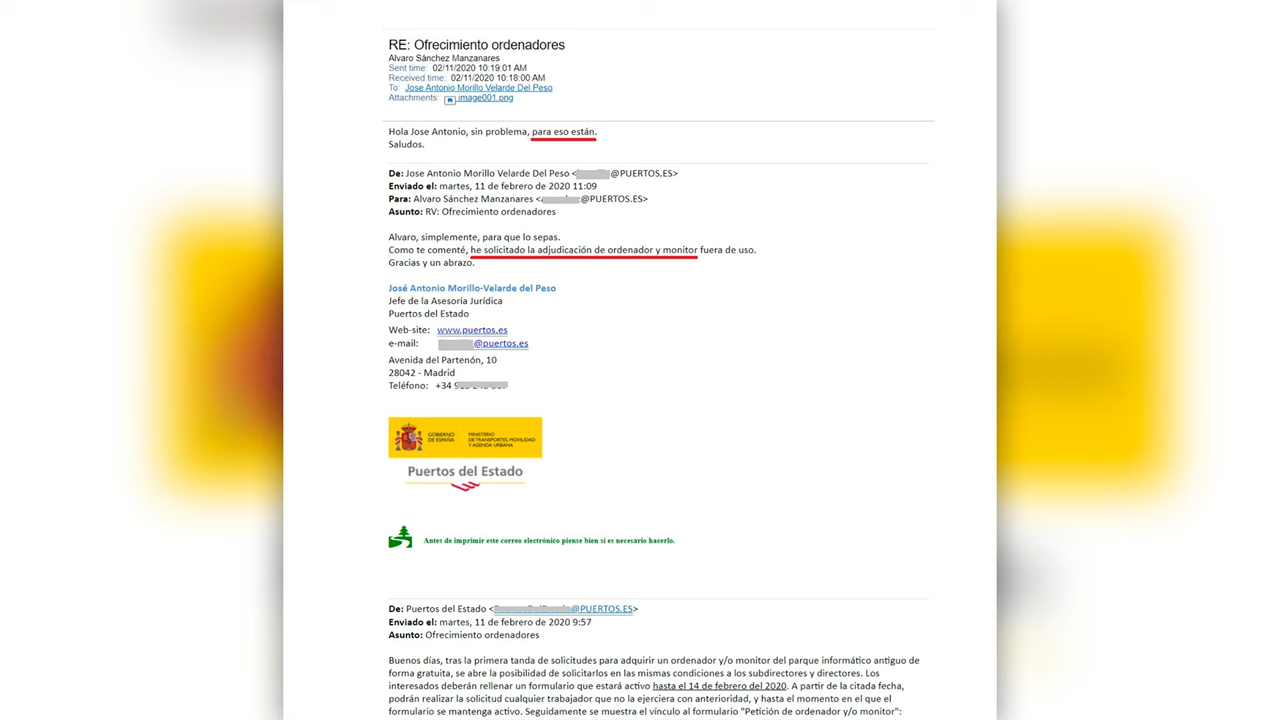 RE: Ofrecimiento ordenadores
Alvaro Sánchez Manzanares
Sent time: 02/11/2020 10:19:01 AM
Received time: 02/11/2020 10:18:00 AM
To: Jose Antonio Morillo Velarde Del Peso
Attachments: image001.png
Hola Jose Antonio, sin problema, para eso están.
Saludos.
De: Jose Antonio Morillo Velarde Del Peso < @PUERTOS.ES>
Enviado el: martes, 11 de febrero de 2020 11:09
Para: Alvaro Sánchez Manzanares < @PUERTOS.ES>
Asunto: RV: Ofrecimiento ordenadores
Alvaro, simplemente, para que lo sepas.
Como te comenté, he solicitado la adjudicación de ordenador y monitor fuera de uso.
Gracias y un abrazo.
José Antonio Morillo-Velarde del Peso
Jefe de la Asesoría Jurídica
Puertos del Estado
Web-site: www.puertos.es
e-mail: @puertos.es
Avenida del Partenón, 10
28042 - Madrid
Teléfono: +34
GOBIERNO DE ESPAÑA
MINISTERIO DE TRANSPORTES, MOVILIDAD Y AGENDA URBANA
Puertos del Estado
Antes de imprimir este correo electrónico piense bien si es necesario hacerlo.
De: Puertos del Estado < @PUERTOS.ES>
Enviado el: martes, 11 de febrero de 2020 9:57
Asunto: Ofrecimiento ordenadores
Buenos días, tras la primera tanda de solicitudes para adquirir un ordenador y/o monitor del parque informático antiguo de
forma gratuita, se abre la posibilidad de solicitarlos en las mismas condiciones a los subdirectores y directores. Los
interesados deberán rellenar un formulario que estará activo hasta el 14 de febrero del 2020. A partir de la citada fecha,
podrán realizar la solicitud cualquier trabajador que no la ejerciera con anterioridad, y hasta el momento en el que el
formulario se mantenga activo. Seguidamente se muestra el vínculo al formulario "Petición de ordenador y/o monitor":